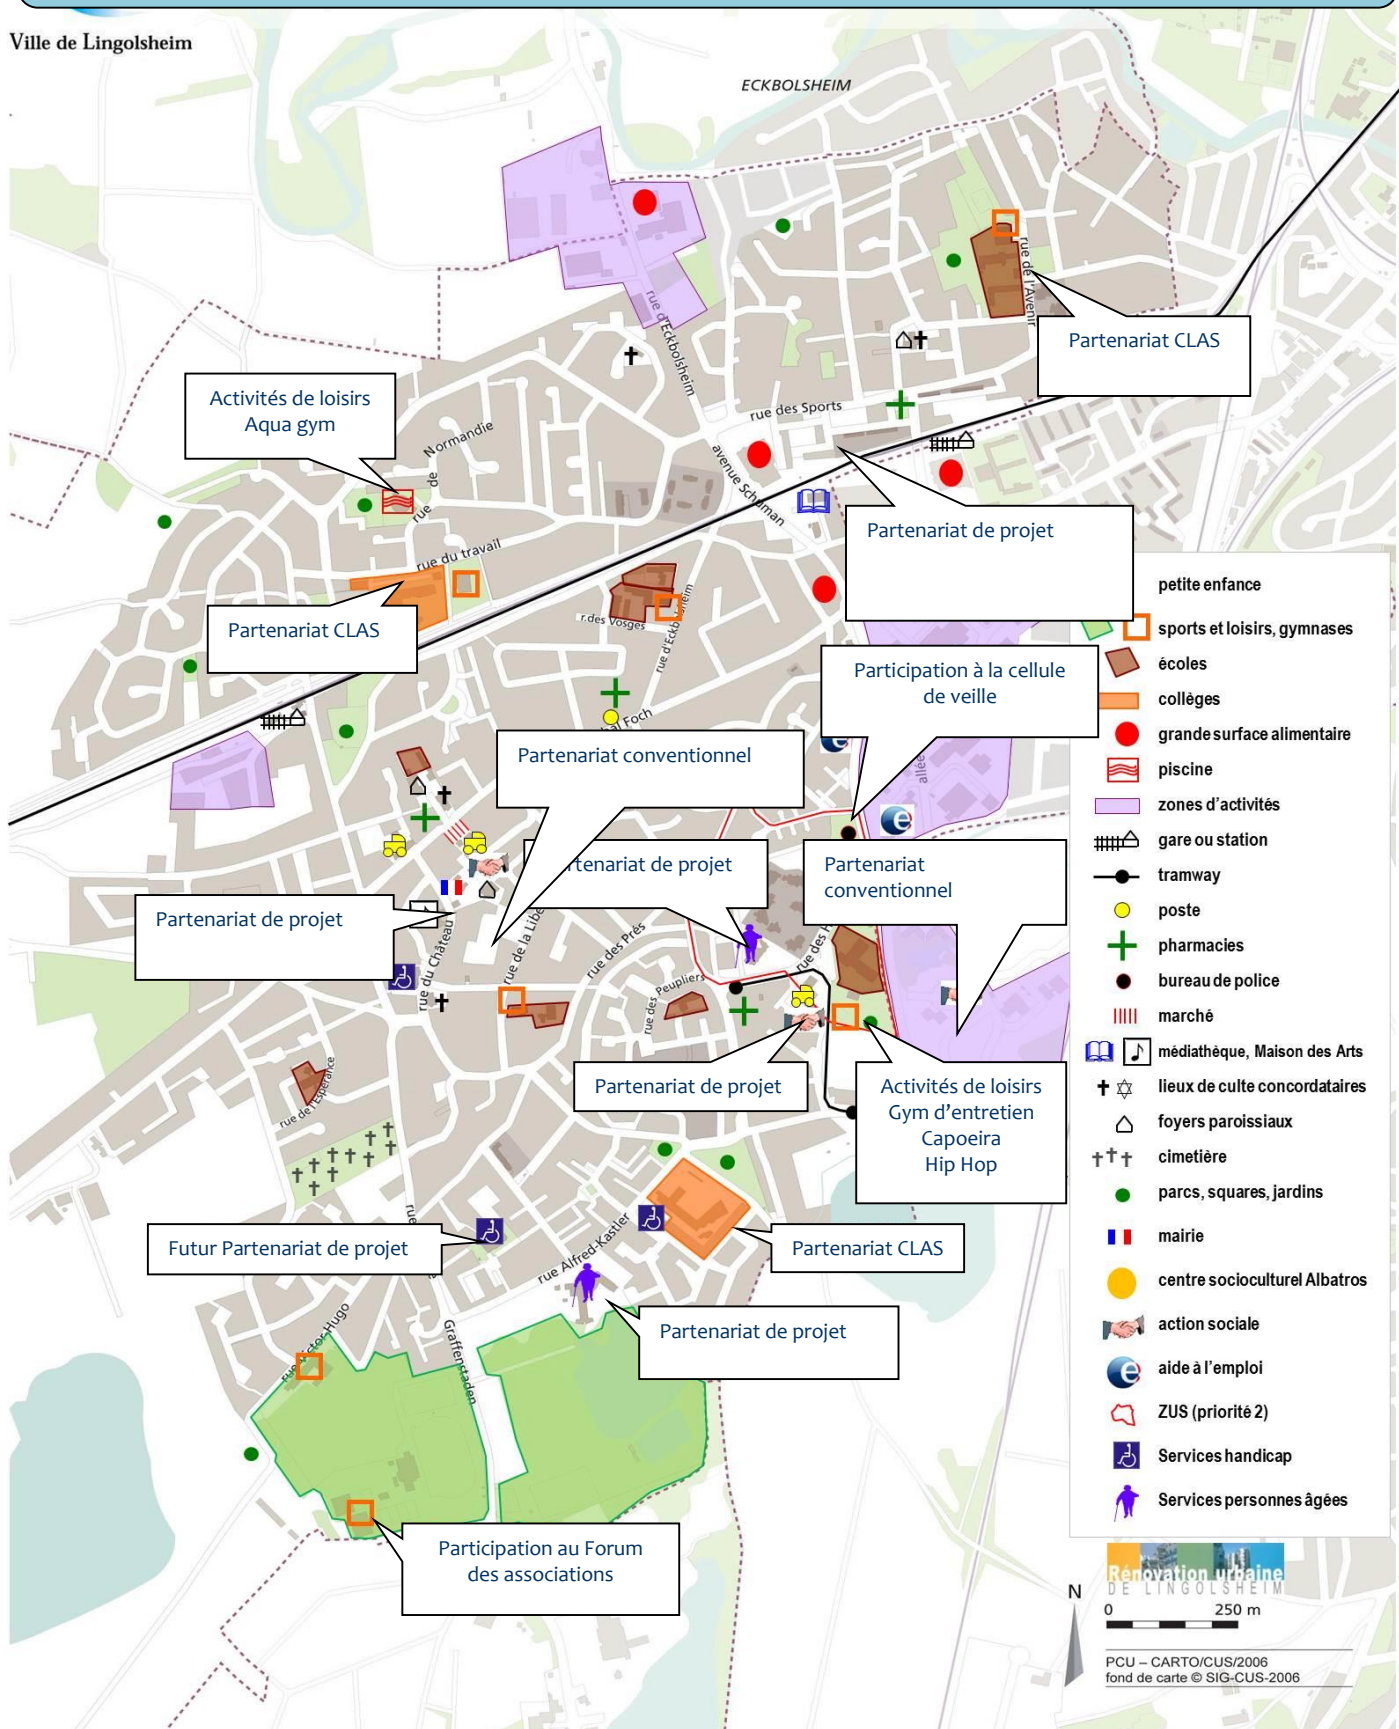 Ville de Lingolsheim
ECKBOLSHEIM
rue de l'Avenir
Partenariat CLAS
rue d'Eckbolsheim
Activités de loisirs
Aqua gym
rue des Sports
rue de Normandie
avenue Schuman
Partenariat de projet
rue du travail
Partenariat CLAS
r.des Vosges
rue d'Eckbolsheim
Participation à la cellule
de veille
Foch
Partenariat conventionnel
allée
rtenariat de projet
Partenariat
conventionnel
Partenariat de projet
rue du Château
rue de la Libe
rue des Prés
rue des H
rue des Peupliers
rue de l'Espérance
Partenariat de projet
Activités de loisirs
Gym d'entretien
Capoeira
Hip Hop
Futur Partenariat de projet
rue
rue Alfred-Kastler
Partenariat CLAS
Partenariat de projet
rue Victor Hugo
Graffenstaden
Participation au Forum
des associations
petite enfance
sports et loisirs, gymnases
écoles
collèges
grande surface alimentaire
piscine
zones d'activités
gare ou station
tramway
poste
pharmacies
bureau de police
marché
médiathèque, Maison des Arts
lieux de culte concordataires
foyers paroissiaux
cimetière
parcs, squares, jardins
mairie
centre socioculturel Albatros
action sociale
aide à l'emploi
ZUS (priorité 2)
Services handicap
Services personnes âgées
Rénovation urbaine
DE LINGOLSHEIM
N
0 250 m
PCU – CARTO/CUS/2006
fond de carte © SIG-CUS-2006